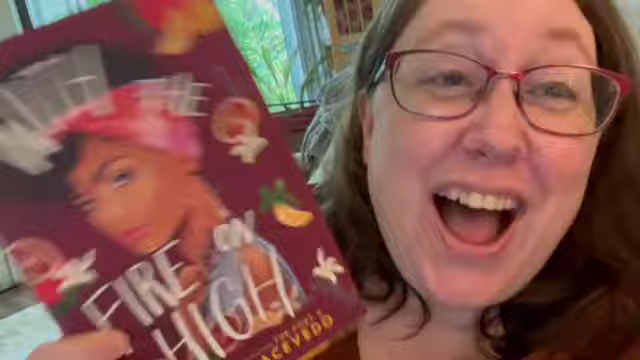 WITH THE
FIRE ON
HIGH
ACEVEDO